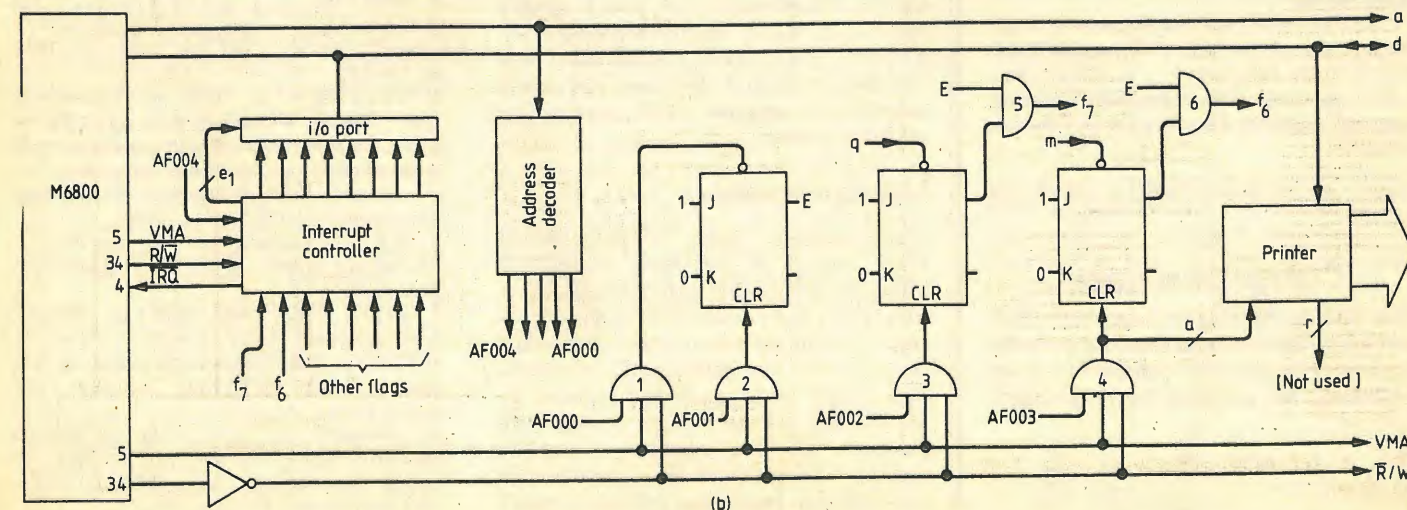 a
d
M6800
i/o port
AF004
e1
Interrupt controller
5 VMA
34 R/W̅
4 I̅R̅Q̅
f7 f6 Other flags
Address decoder
AF004 AF000
1 J E
0 K
CLR
q
1 J
0 K
CLR
E 5 f7
m
1 J
0 K
CLR
E 6 f6
Printer
a
r
[Not used]
1 2 3 4
AF000 AF001 AF002 AF003
5 VMA
34 R̅/W
(b)